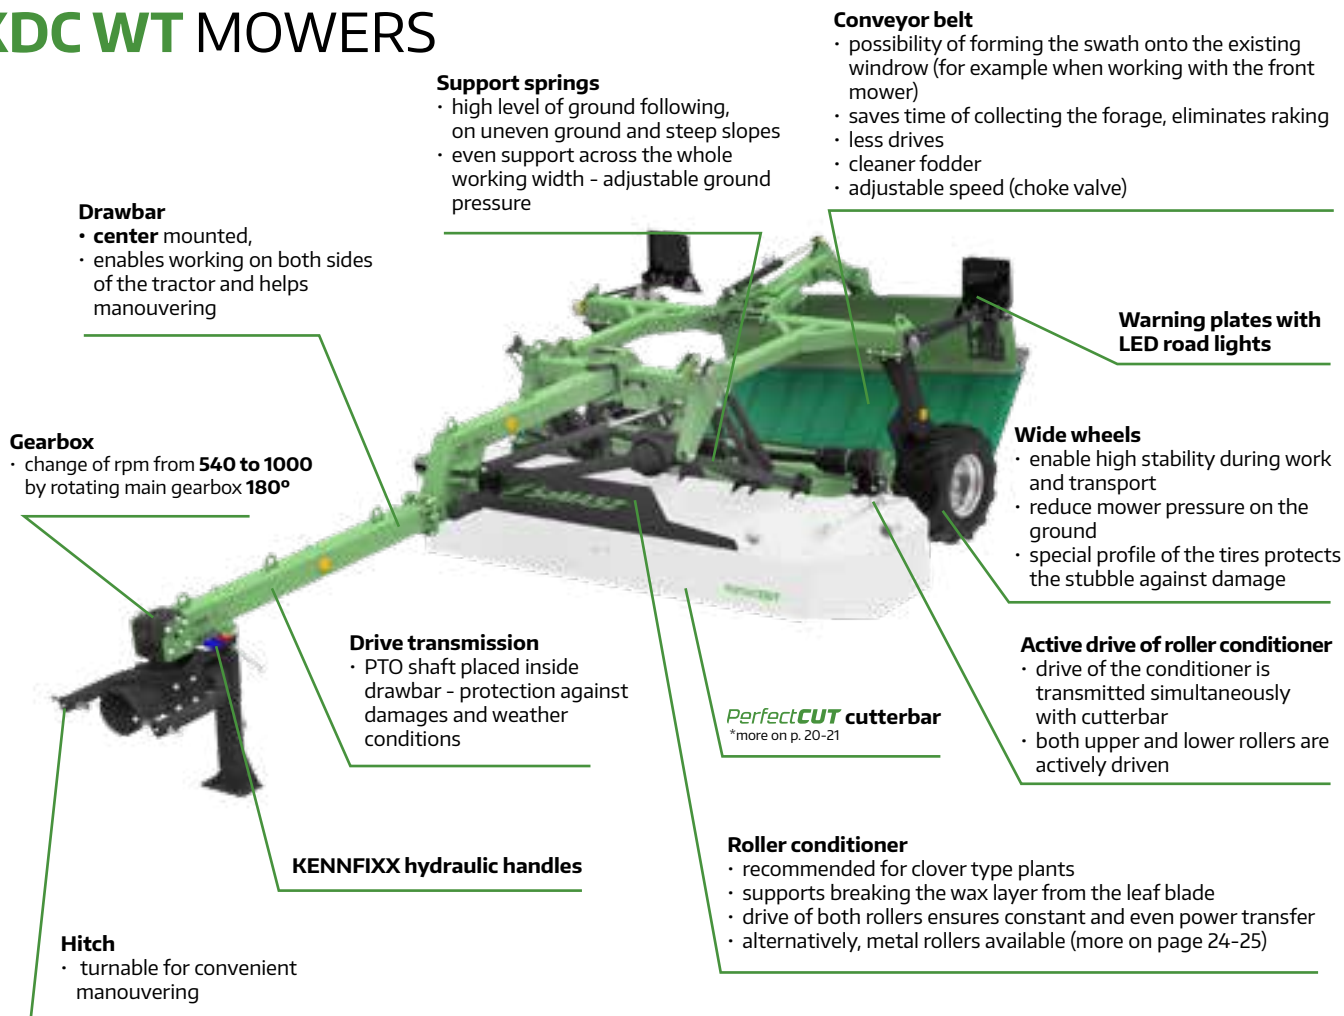 KDC WT MOWERS
Conveyor belt
· possibility of forming the swath onto the existing
windrow (for example when working with the front
mower)
· saves time of collecting the forage, eliminates raking
· less drives
· cleaner fodder
· adjustable speed (choke valve)
Support springs
· high level of ground following,
on uneven ground and steep slopes
· even support across the whole
working width - adjustable ground
pressure
Drawbar
• center mounted,
· enables working on both sides
of the tractor and helps
manouvering
Warning plates with
LED road lights
Gearbox
· change of rpm from 540 to 1000
by rotating main gearbox 180º
Wide wheels
· enable high stability during work
and transport
· reduce mower pressure on the
ground
· special profile of the tires protects
the stubble against damage
Drive transmission
· PTO shaft placed inside
drawbar - protection against
damages and weather
conditions
Active drive of roller conditioner
· drive of the conditioner is
transmitted simultaneously
with cutterbar
· both upper and lower rollers are
actively driven
PerfectCUT cutterbar
*more on p. 20-21
KENNFIXX hydraulic handles
Roller conditioner
· recommended for clover type plants
· supports breaking the wax layer from the leaf blade
· drive of both rollers ensures constant and even power transfer
· alternatively, metal rollers available (more on page 24-25)
Hitch
· turnable for convenient
manouvering